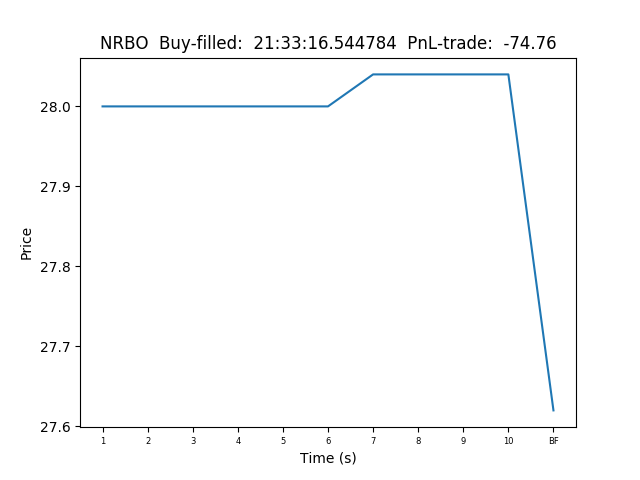 NRBO  Buy-filled:  21:33:16.544784  PnL-trade:  -74.76
Price
28.0
27.9
27.8
27.7
27.6
1 2 3 4 5 6 7 8 9 10 BF
Time (s)